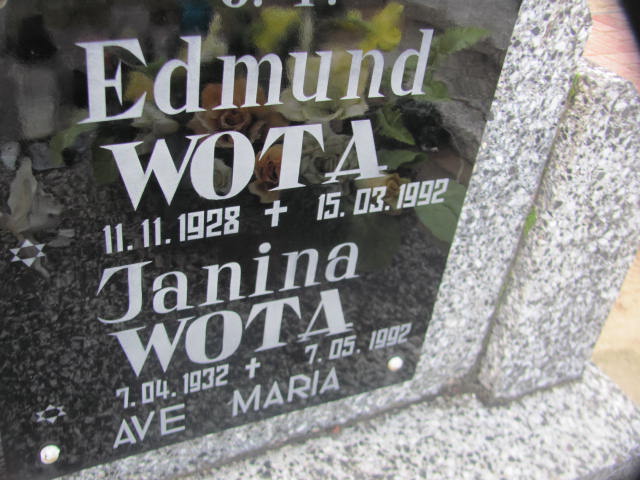 Edmund
WOTA
11. 11. 1928 + 15. 03. 1992
Janina
WOTA
7. 04. 1932 + 7. 05. 1992
AVE MARIA